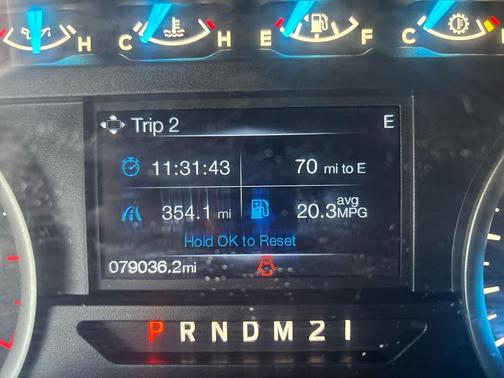 H C H E F C
Trip 2 E
11:31:43 70 mi to E
354.1 mi 20.3 avg MPG
Hold OK to Reset
079036.2mi
P R N D M 2 1